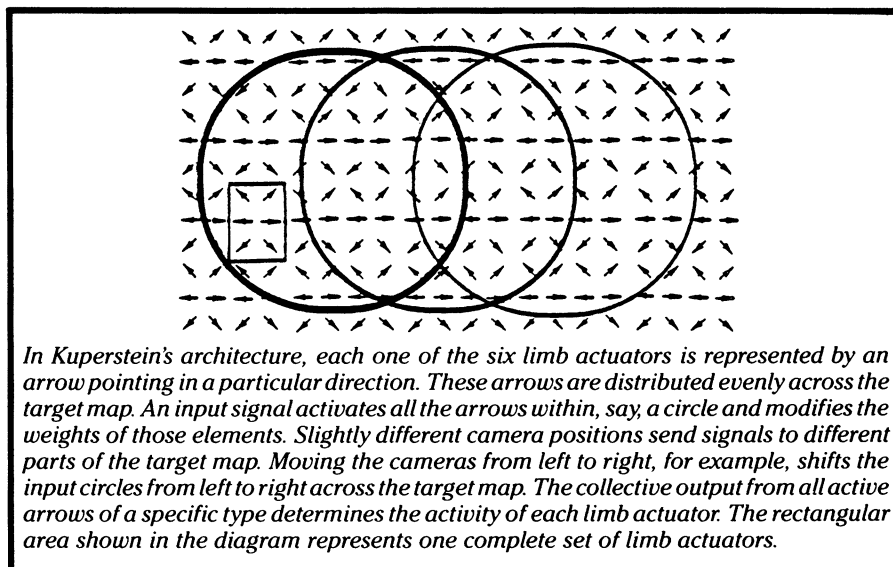 In Kuperstein's architecture, each one of the six limb actuators is represented by an
arrow pointing in a particular direction. These arrows are distributed evenly across the
target map. An input signal activates all the arrows within, say, a circle and modifies the
weights of those elements. Slightly different camera positions send signals to different
parts of the target map. Moving the cameras from left to right, for example, shifts the
input circles from left to right across the target map. The collective output from all active
arrows of a specific type determines the activity of each limb actuator. The rectangular
area shown in the diagram represents one complete set of limb actuators.